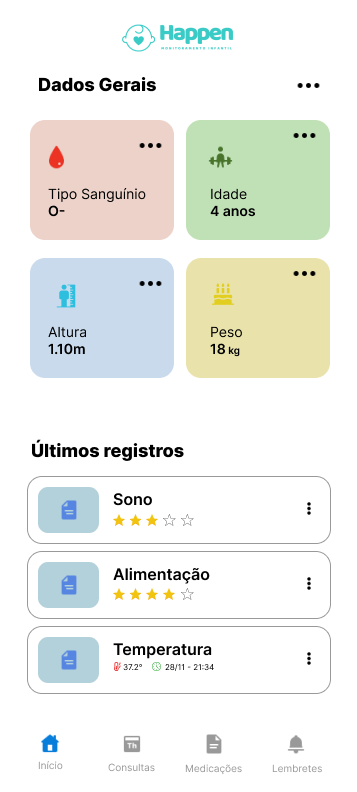 Happen
MONITORAMENTO INFANTIL
Dados Gerais
Tipo Sanguínio
O-
Idade
4 anos
Altura
1.10m
Peso
18 kg
Últimos registros
Sono
Alimentação
Temperatura
37.2° 28/11 - 21:34
Th
Início
Consultas
Medicações
Lembretes